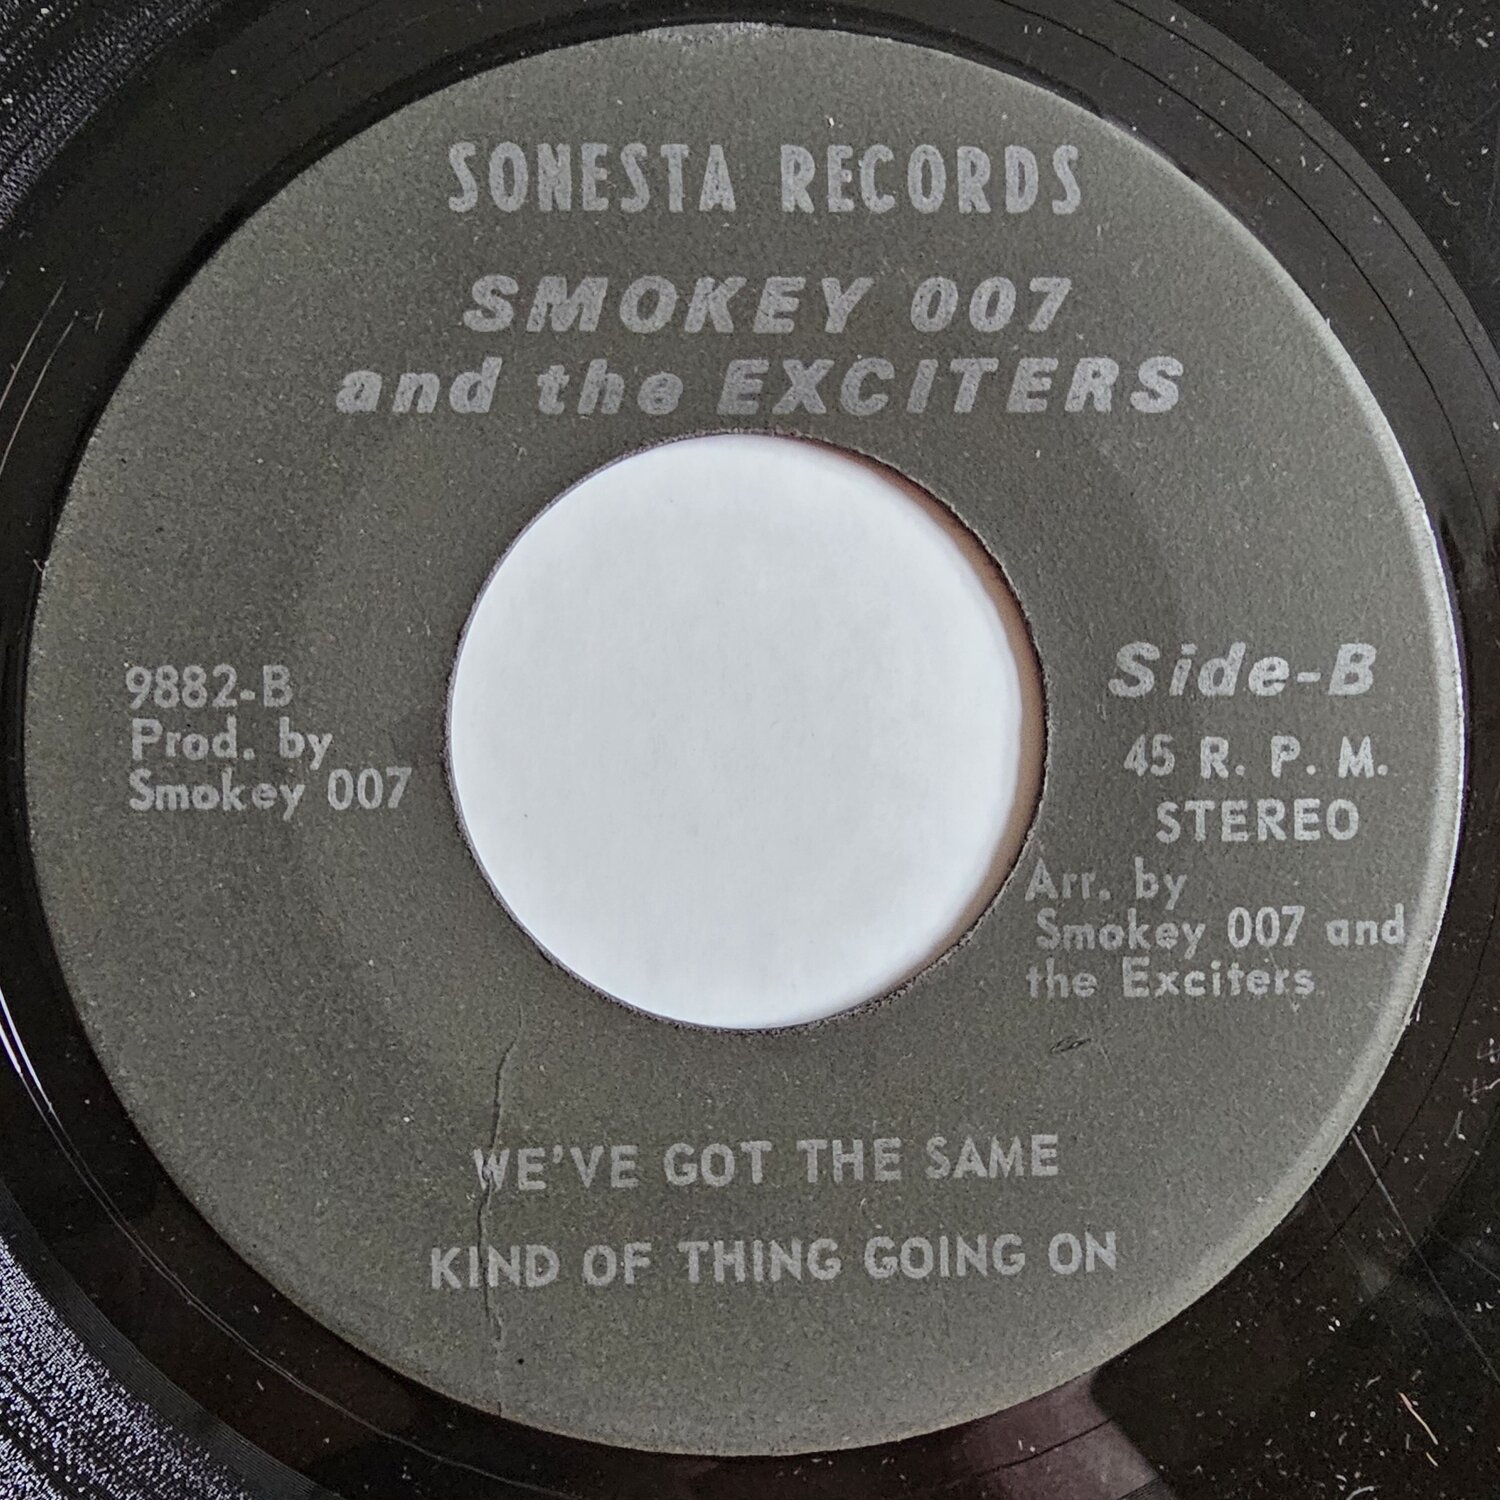 SONESTA RECORDS
SMOKEY 007
and the EXCITERS
9882-B
Prod. by
Smokey 007
Side-B
45 R. P. M.
STEREO
Arr. by
Smokey 007 and
the Exciters
WE'VE GOT THE SAME
KIND OF THING GOING ON